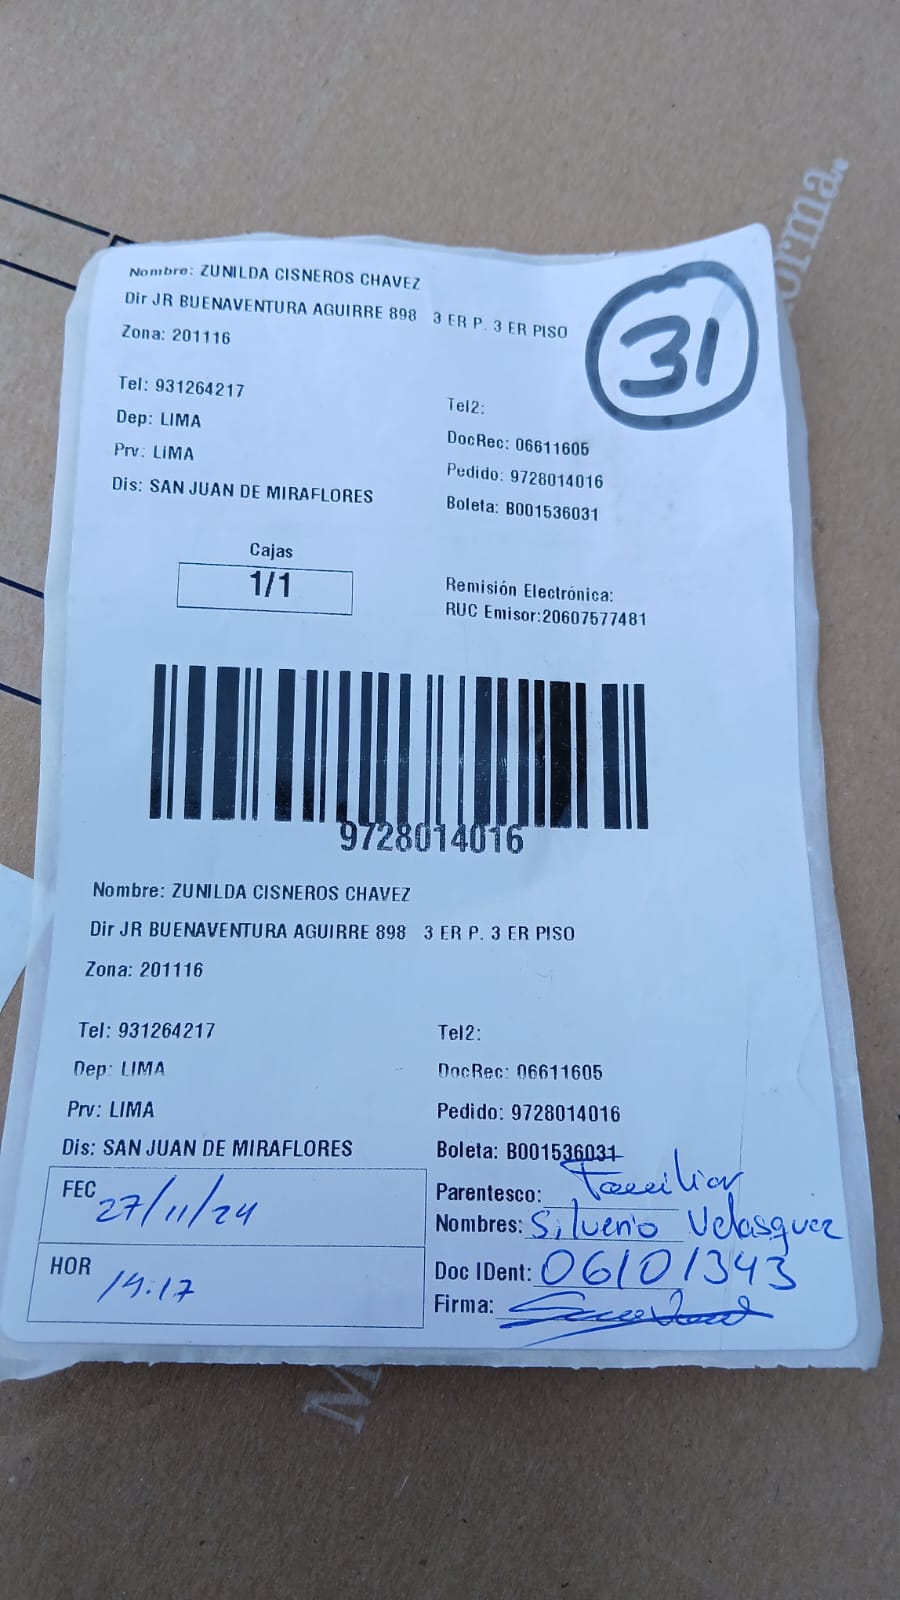 orma.
Nombre: ZUNILDA CISNEROS CHAVEZ
Dir JR BUENAVENTURA AGUIRRE 898 3 ER P. 3 ER PISO
31
Zona: 201116
Tel: 931264217
Tel2:
Dep: LIMA
DocRec: 06611605
Prv: LIMA
Pedido: 9728014016
Dis: SAN JUAN DE MIRAFLORES
Boleta: B001536031
Cajas
1/1
Remisión Electrónica:
RUC Emisor:20607577481
9728014016
Nombre: ZUNILDA CISNEROS CHAVEZ
Dir JR BUENAVENTURA AGUIRRE 898 3 ER P. 3 ER PISO
Zona: 201116
Tel: 931264217
Tel2:
Dep: LIMA
DocRec: 06611605
Prv: LIMA
Pedido: 9728014016
Dis: SAN JUAN DE MIRAFLORES
Boleta: B001536031
FEC 27/11/24
Parentesco: Familiar
Nombres: Silverio Velasquez
HOR 14:17
Doc IDent: 06101343
Firma: